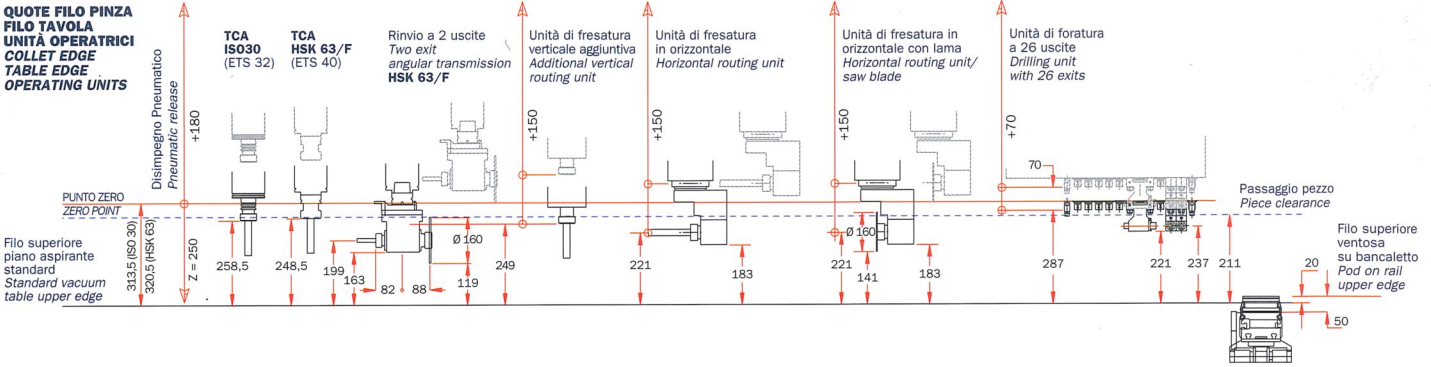 QUOTE FILO PINZA
FILO TAVOLA
UNITÀ OPERATRICI
COLLET EDGE
TABLE EDGE
OPERATING UNITS
Disimpegno Pneumatico
Pneumatic release
+180
TCA
ISO30
(ETS 32)
TCA
HSK 63/F
(ETS 40)
Rinvio a 2 uscite
Two exit
angular transmission
HSK 63/F
Unità di fresatura
verticale aggiuntiva
Additional vertical
routing unit
+150
Unità di fresatura
in orizzontale
Horizontal routing unit
+150
Unità di fresatura in
orizzontale con lama
Horizontal routing unit/
saw blade
+150
Unità di foratura
a 26 uscite
Drilling unit
with 26 exits
+70
70
PUNTO ZERO
ZERO POINT
Passaggio pezzo
Piece clearance
Filo superiore
piano aspirante
standard
Standard vacuum
table upper edge
313,5 (ISO 30)
320,5 (HSK 63)
Z = 250
258,5
248,5
199
163
82
88
Ø 160
119
249
221
183
221
Ø 160
141
183
287
221
237
211
Filo superiore
ventosa
su bancaletto
Pod on rail
upper edge
20
50